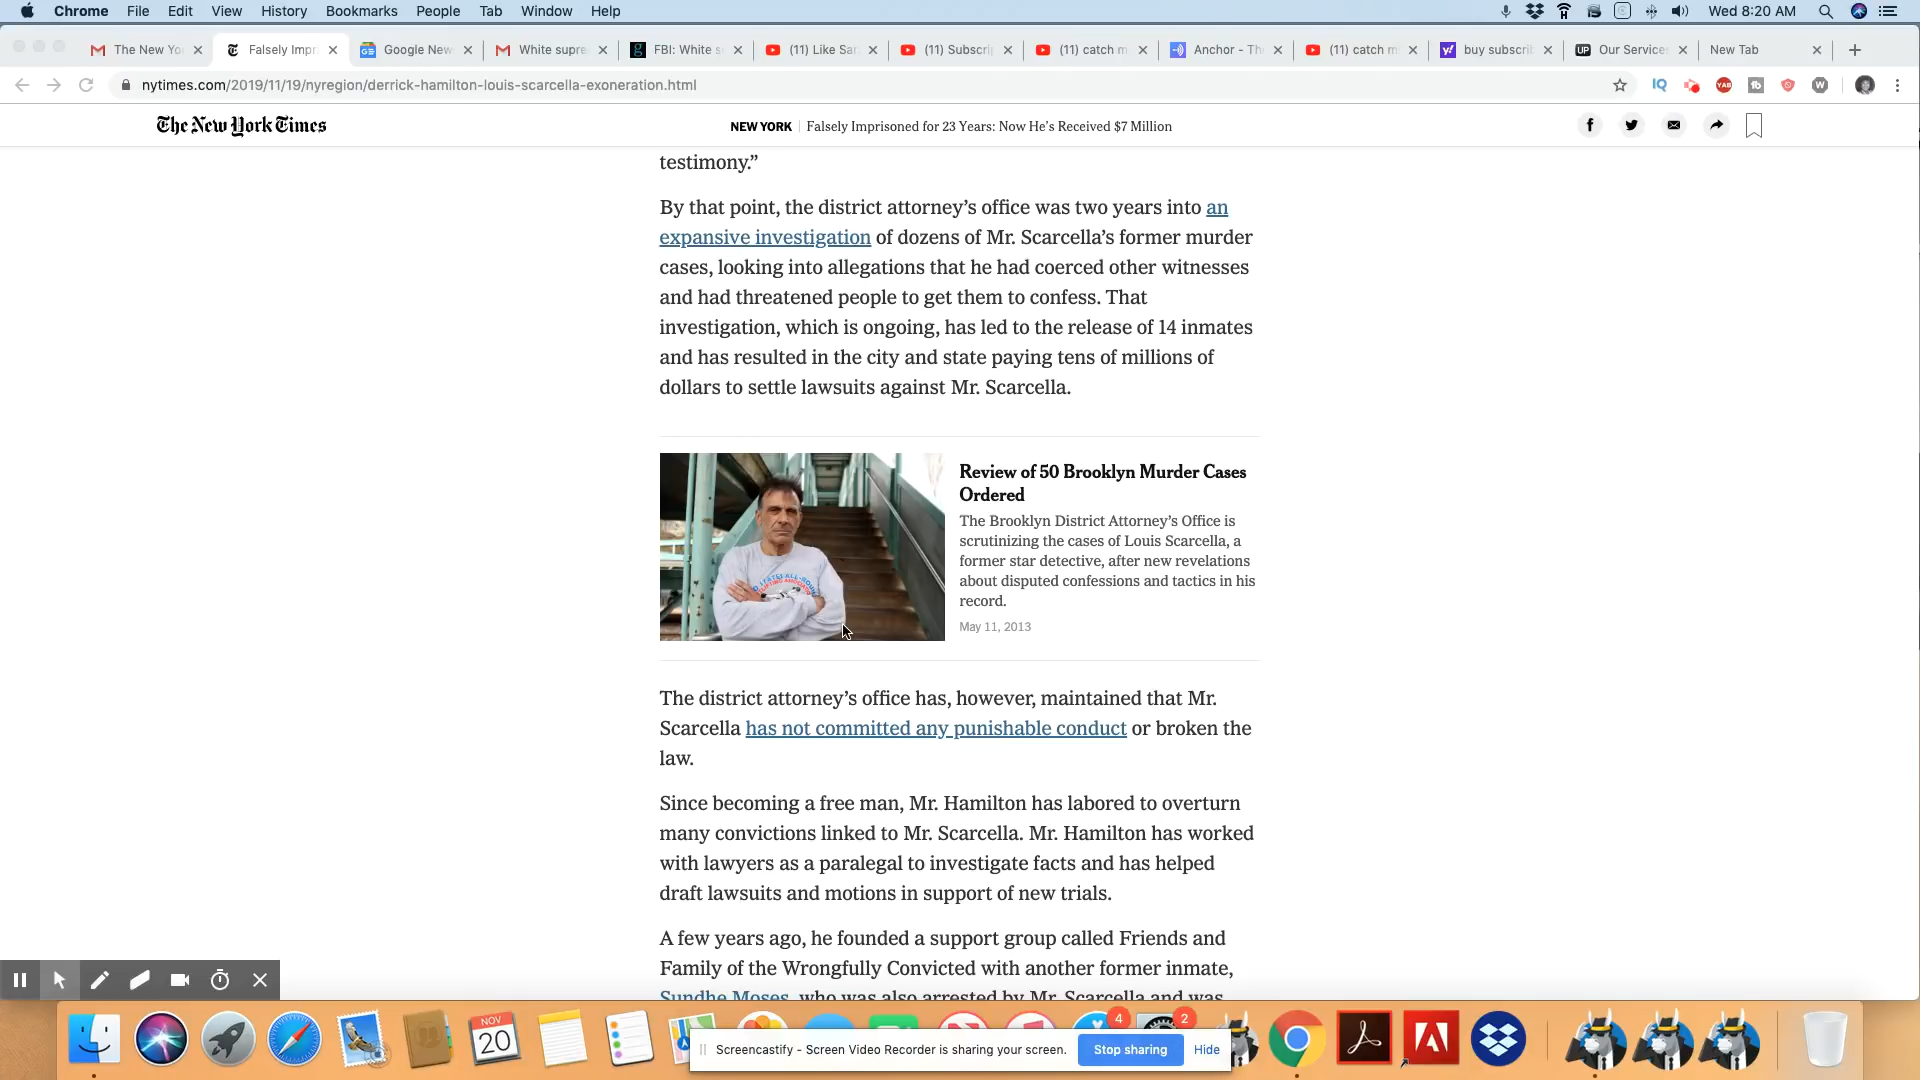 Chrome File Edit View History Bookmarks People Tab Window Help Wed 8:20 AM
The New Yo Falsely Impr Google New White supre FBI: White s (11) Like Sar (11) Subscri (11) catch m Anchor - Th (11) catch m buy subscri Our Service New Tab
nytimes.com/2019/11/19/nyregion/derrick-hamilton-louis-scarcella-exoneration.html
The New York Times NEW YORK Falsely Imprisoned for 23 Years: Now He's Received $7 Million
testimony.”
By that point, the district attorney’s office was two years into an
expansive investigation of dozens of Mr. Scarcella’s former murder
cases, looking into allegations that he had coerced other witnesses
and had threatened people to get them to confess. That
investigation, which is ongoing, has led to the release of 14 inmates
and has resulted in the city and state paying tens of millions of
dollars to settle lawsuits against Mr. Scarcella.
Review of 50 Brooklyn Murder Cases
Ordered
The Brooklyn District Attorney’s Office is
scrutinizing the cases of Louis Scarcella, a
former star detective, after new revelations
about disputed confessions and tactics in his
record.
May 11, 2013
The district attorney’s office has, however, maintained that Mr.
Scarcella has not committed any punishable conduct or broken the
law.
Since becoming a free man, Mr. Hamilton has labored to overturn
many convictions linked to Mr. Scarcella. Mr. Hamilton has worked
with lawyers as a paralegal to investigate facts and has helped
draft lawsuits and motions in support of new trials.
A few years ago, he founded a support group called Friends and
Family of the Wrongfully Convicted with another former inmate,
Sundhe Moses, who was also arrested by Mr. Scarcella and was
NOV
20
4
2
Screencastify - Screen Video Recorder is sharing your screen. Stop sharing Hide